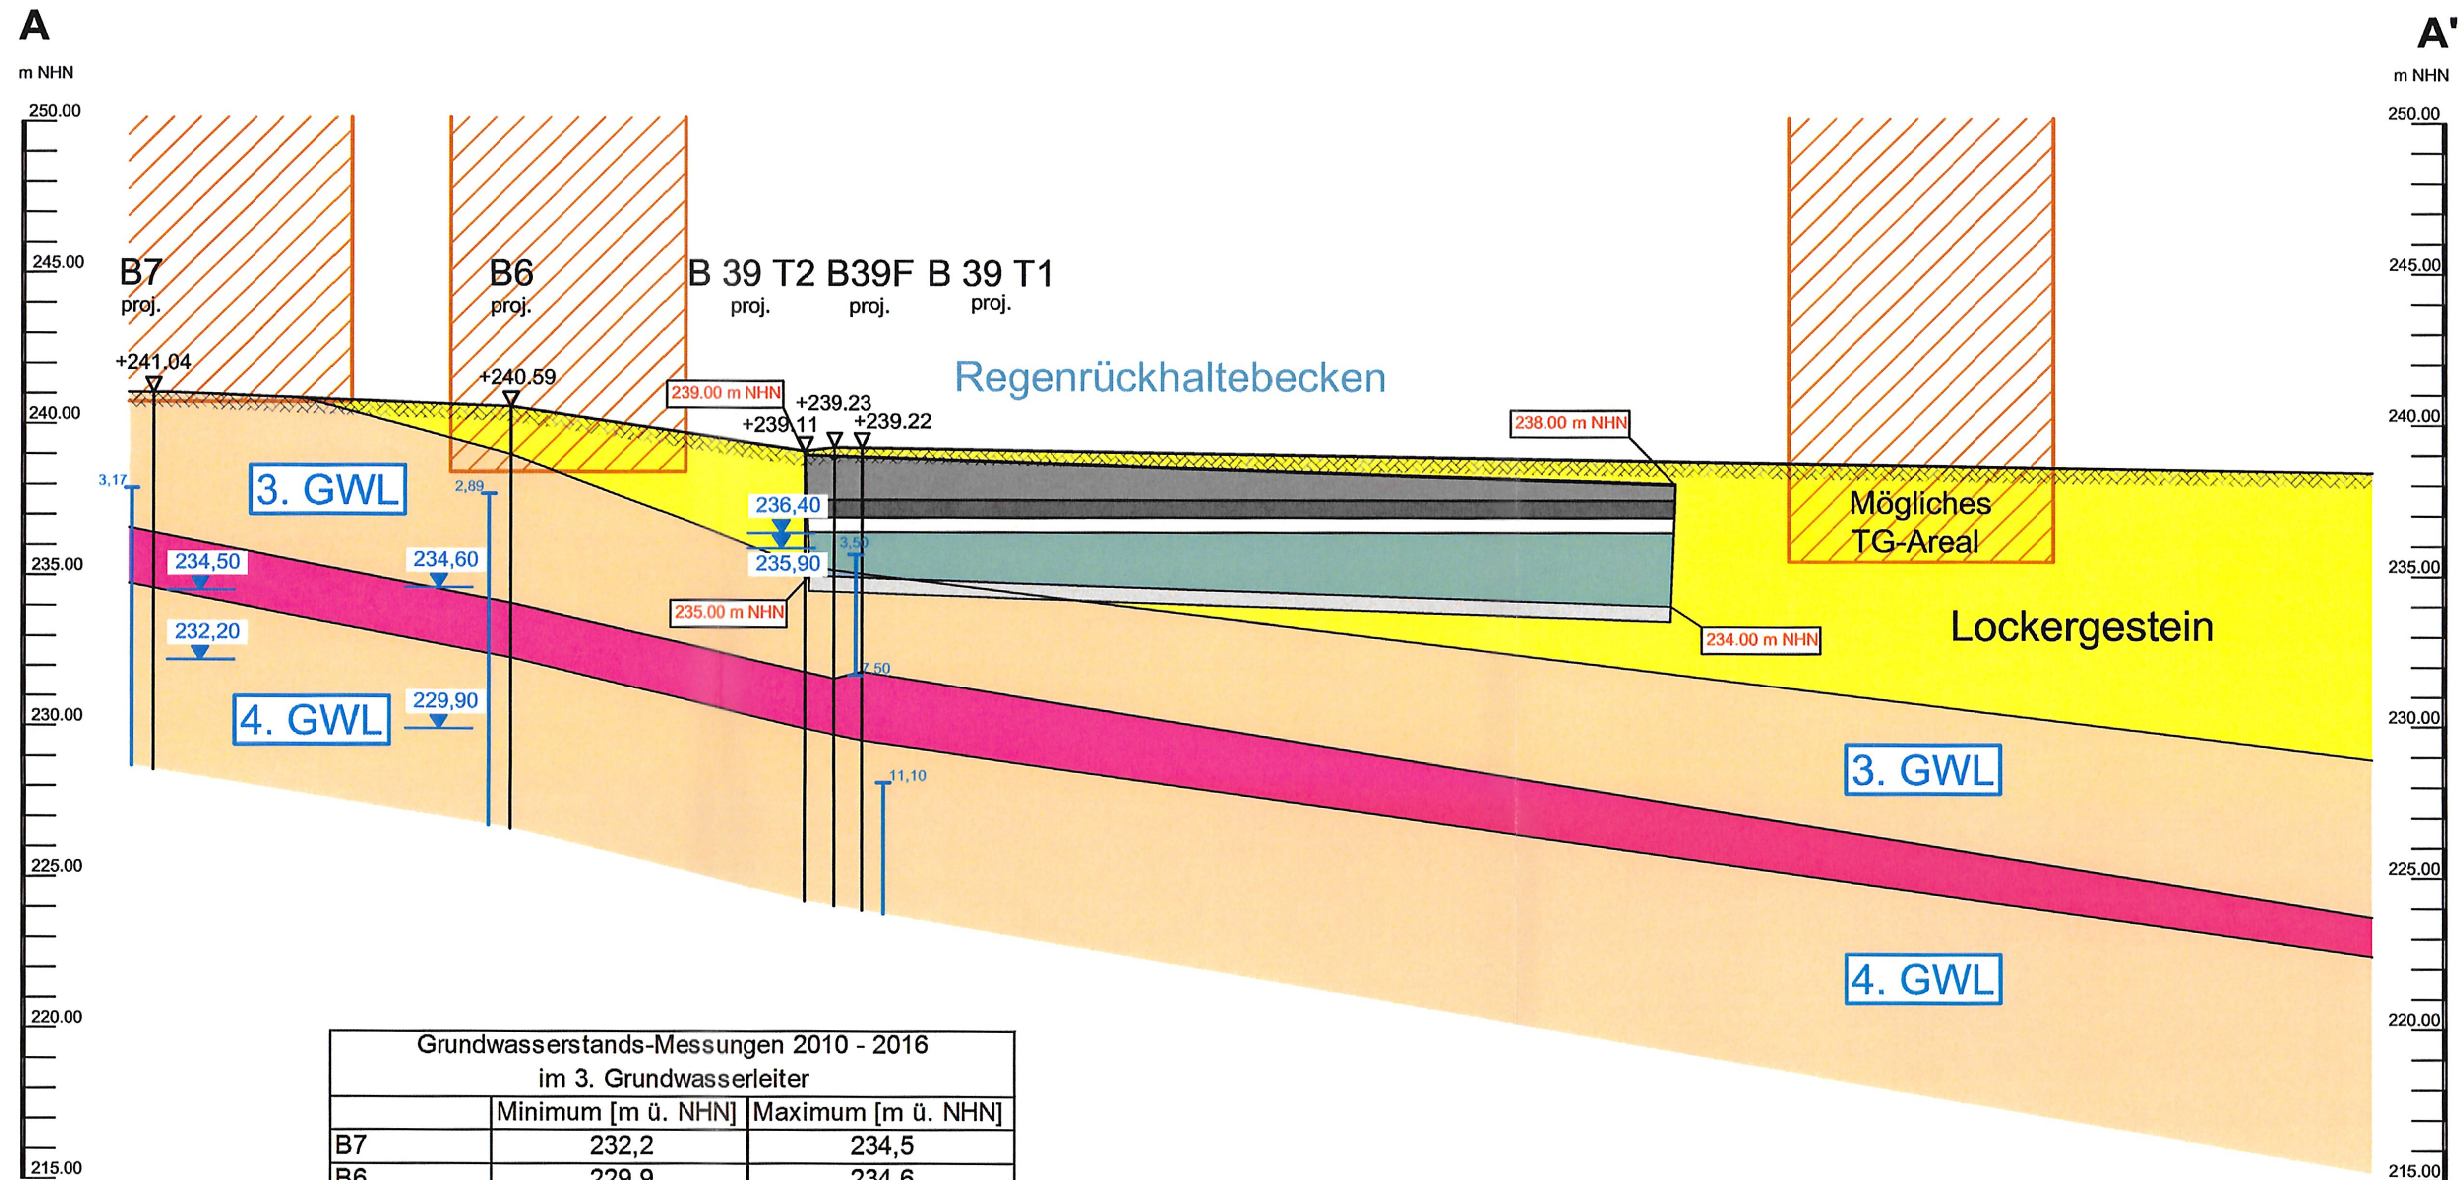 A
A'
m NHN
m NHN
250.00
250.00
245.00
245.00
B7
B6
B 39 T2 B39F B 39 T1
proj.
proj.
proj.
proj.
proj.
+241.04
+240.59
239.00 m NHN
Regenrückhaltebecken
+239.23
+239.11
+239.22
238.00 m NHN
240.00
240.00
3,17
3. GWL
2,89
236,40
Mögliches
TG-Areal
3,50
235.00
234,50
234,60
235,90
235.00
235.00 m NHN
232,20
Lockergestein
234.00 m NHN
7,50
229,90
230.00
4. GWL
230.00
3. GWL
11,10
225.00
225.00
4. GWL
220.00
220.00
Grundwasserstands-Messungen 2010 - 2016
im 3. Grundwasserleiter
Minimum [m ü. NHN] Maximum [m ü. NHN]
B7 232,2 234,5
B6 229,9 234,6
215.00
215.00